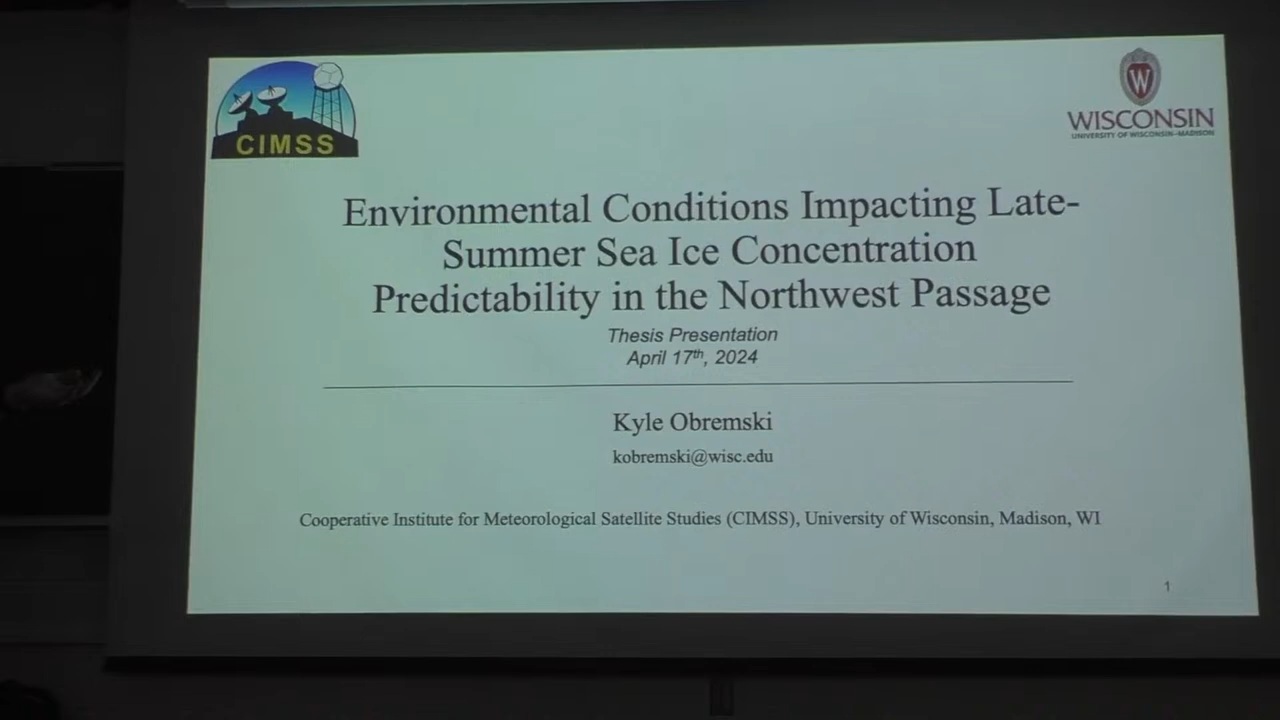 CIMSS
WISCONSIN
UNIVERSITY OF WISCONSIN–MADISON
Environmental Conditions Impacting Late-
Summer Sea Ice Concentration
Predictability in the Northwest Passage
Thesis Presentation
April 17th, 2024
Kyle Obremski
kobremski@wisc.edu
Cooperative Institute for Meteorological Satellite Studies (CIMSS), University of Wisconsin, Madison, WI
1